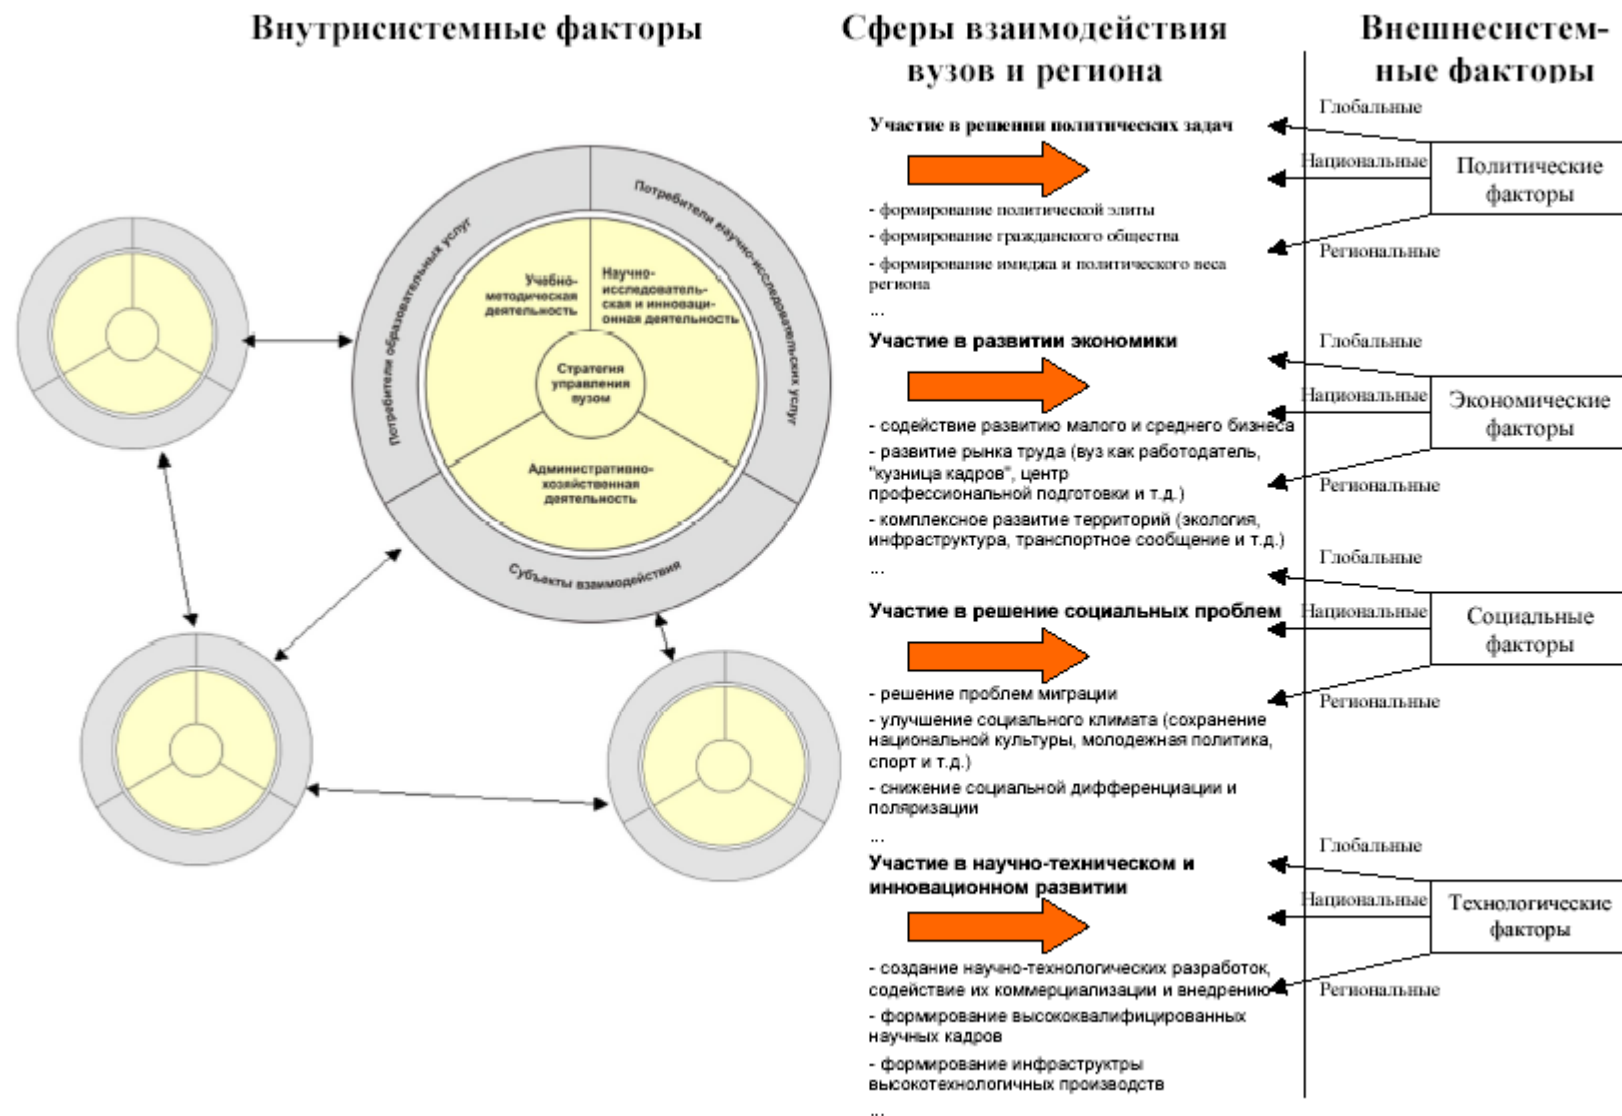 Внутрисистемные факторы
Сферы взаимодействия
вузов и региона
Внешнесистем-
ные факторы
Потребители образовательных услуг
Потребители научно-исследовательских услуг
Субъекты взаимодействия
Учебно-
методическая
деятельность
Научно-
исследователь-
ская и инноваци-
онная деятельность
Стратегия
управления
вузом
Административно-
хозяйственная
деятельность
Участие в решении политических задач
- формирование политической элиты
- формирование гражданского общества
- формирование имиджа и политического веса
региона
...
Глобальные
Национальные
Региональные
Политические
факторы
Участие в развитии экономики
- содействие развитию малого и среднего бизнеса
- развитие рынка труда (вуз как работодатель,
"кузница кадров", центр
профессиональной подготовки и т.д.)
- комплексное развитие территорий (экология,
инфраструктура, транспортное сообщение и т.д.)
...
Глобальные
Национальные
Региональные
Экономические
факторы
Участие в решение социальных проблем
- решение проблем миграции
- улучшение социального климата (сохранение
национальной культуры, молодежная политика,
спорт и т.д.)
- снижение социальной дифференциации и
поляризации
...
Глобальные
Национальные
Региональные
Социальные
факторы
Участие в научно-техническом и
инновационном развитии
- создание научно-технологических разработок,
содействие их коммерциализации и внедрению
- формирование высококвалифицированных
научных кадров
- формирование инфраструктры
высокотехнологичных производств
...
Глобальные
Национальные
Региональные
Технологические
факторы